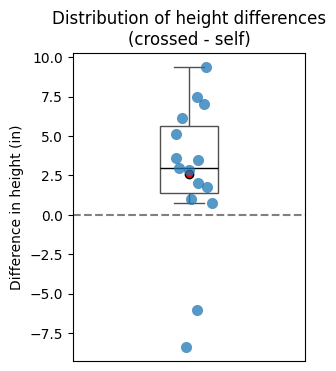 Distribution of height differences
(crossed - self)
10.0
7.5
5.0
2.5
0.0
−2.5
−5.0
−7.5
Difference in height (in)